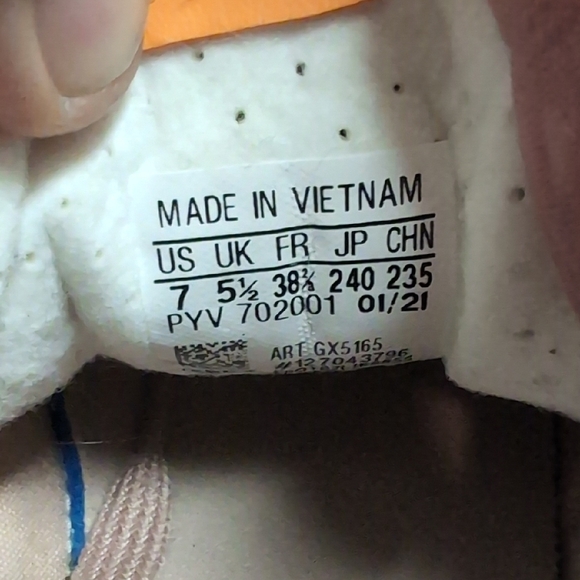 MADE IN VIETNAM
US UK FR JP CHN
7 5½ 38⅔ 240 235
PYV 702001 01/21
ART GX5165
#127043796